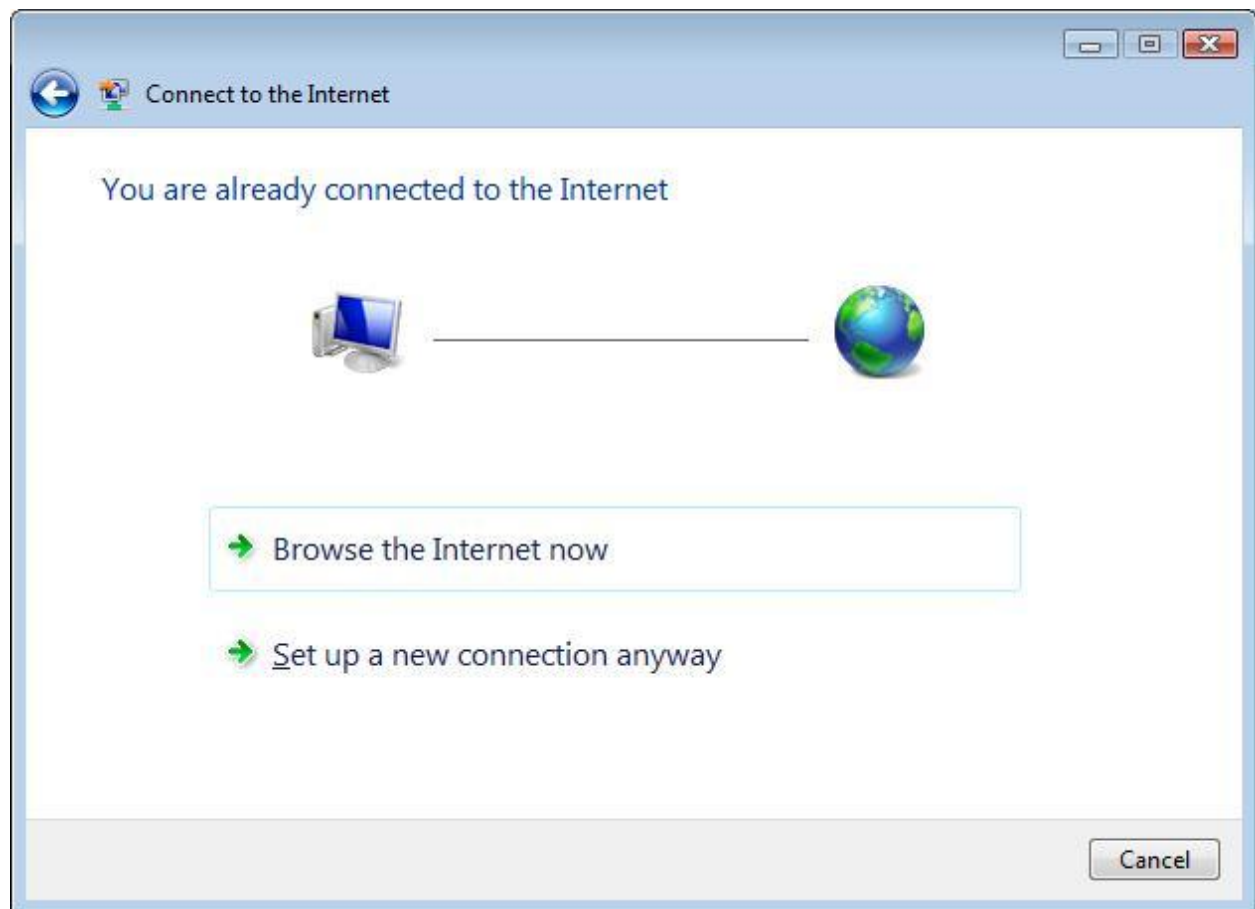 Connect to the Internet
You are already connected to the Internet
Browse the Internet now
Set up a new connection anyway
Cancel